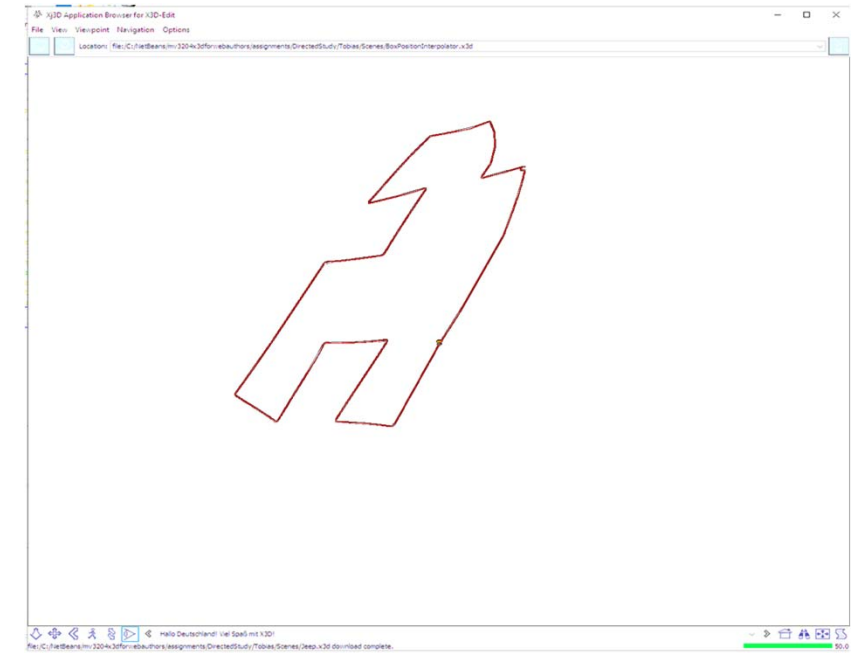 Xj3D Application Browser for X3D-Edit
File View Viewpoint Navigation Options
Location: file:/C:/NetBeans/mv3204x3dforwebauthors/assignments/DirectedStudy/Tobias/Scenes/BoxPositionInterpolator.x3d
Hallo Deutschland! Viel Spaß mit X3D!
file:/C:/NetBeans/mv3204x3dforwebauthors/assignments/DirectedStudy/Tobias/Scenes/Jeep.x3d download complete. 50.0